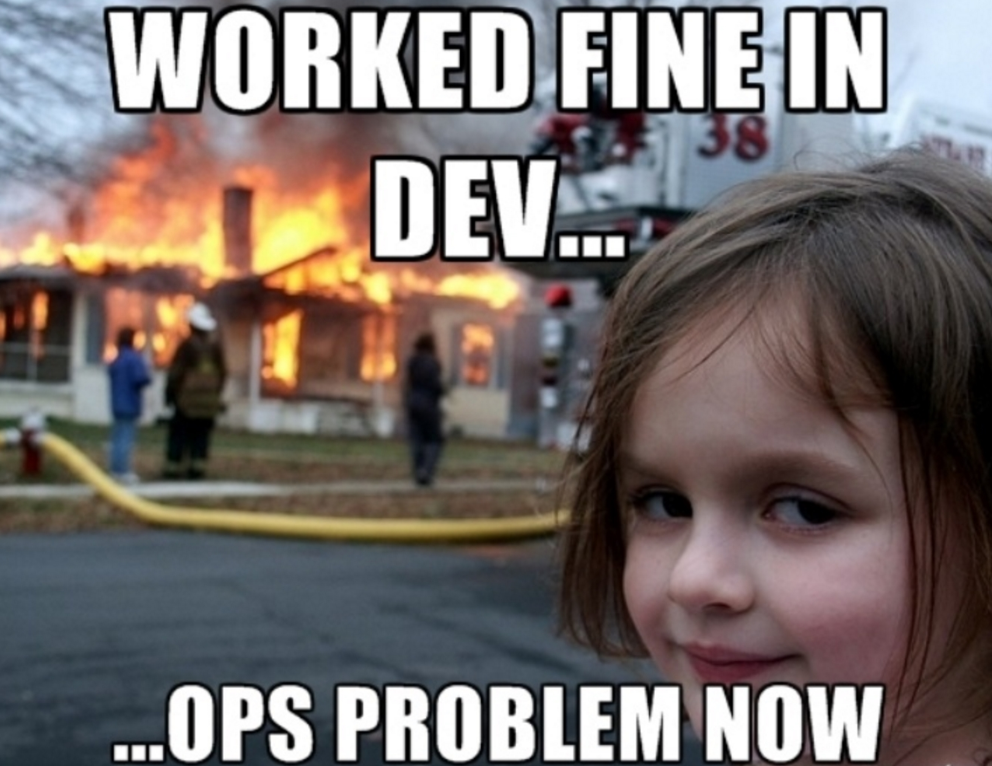 WORKED FINE IN
38
DEV...
...OPS PROBLEM NOW